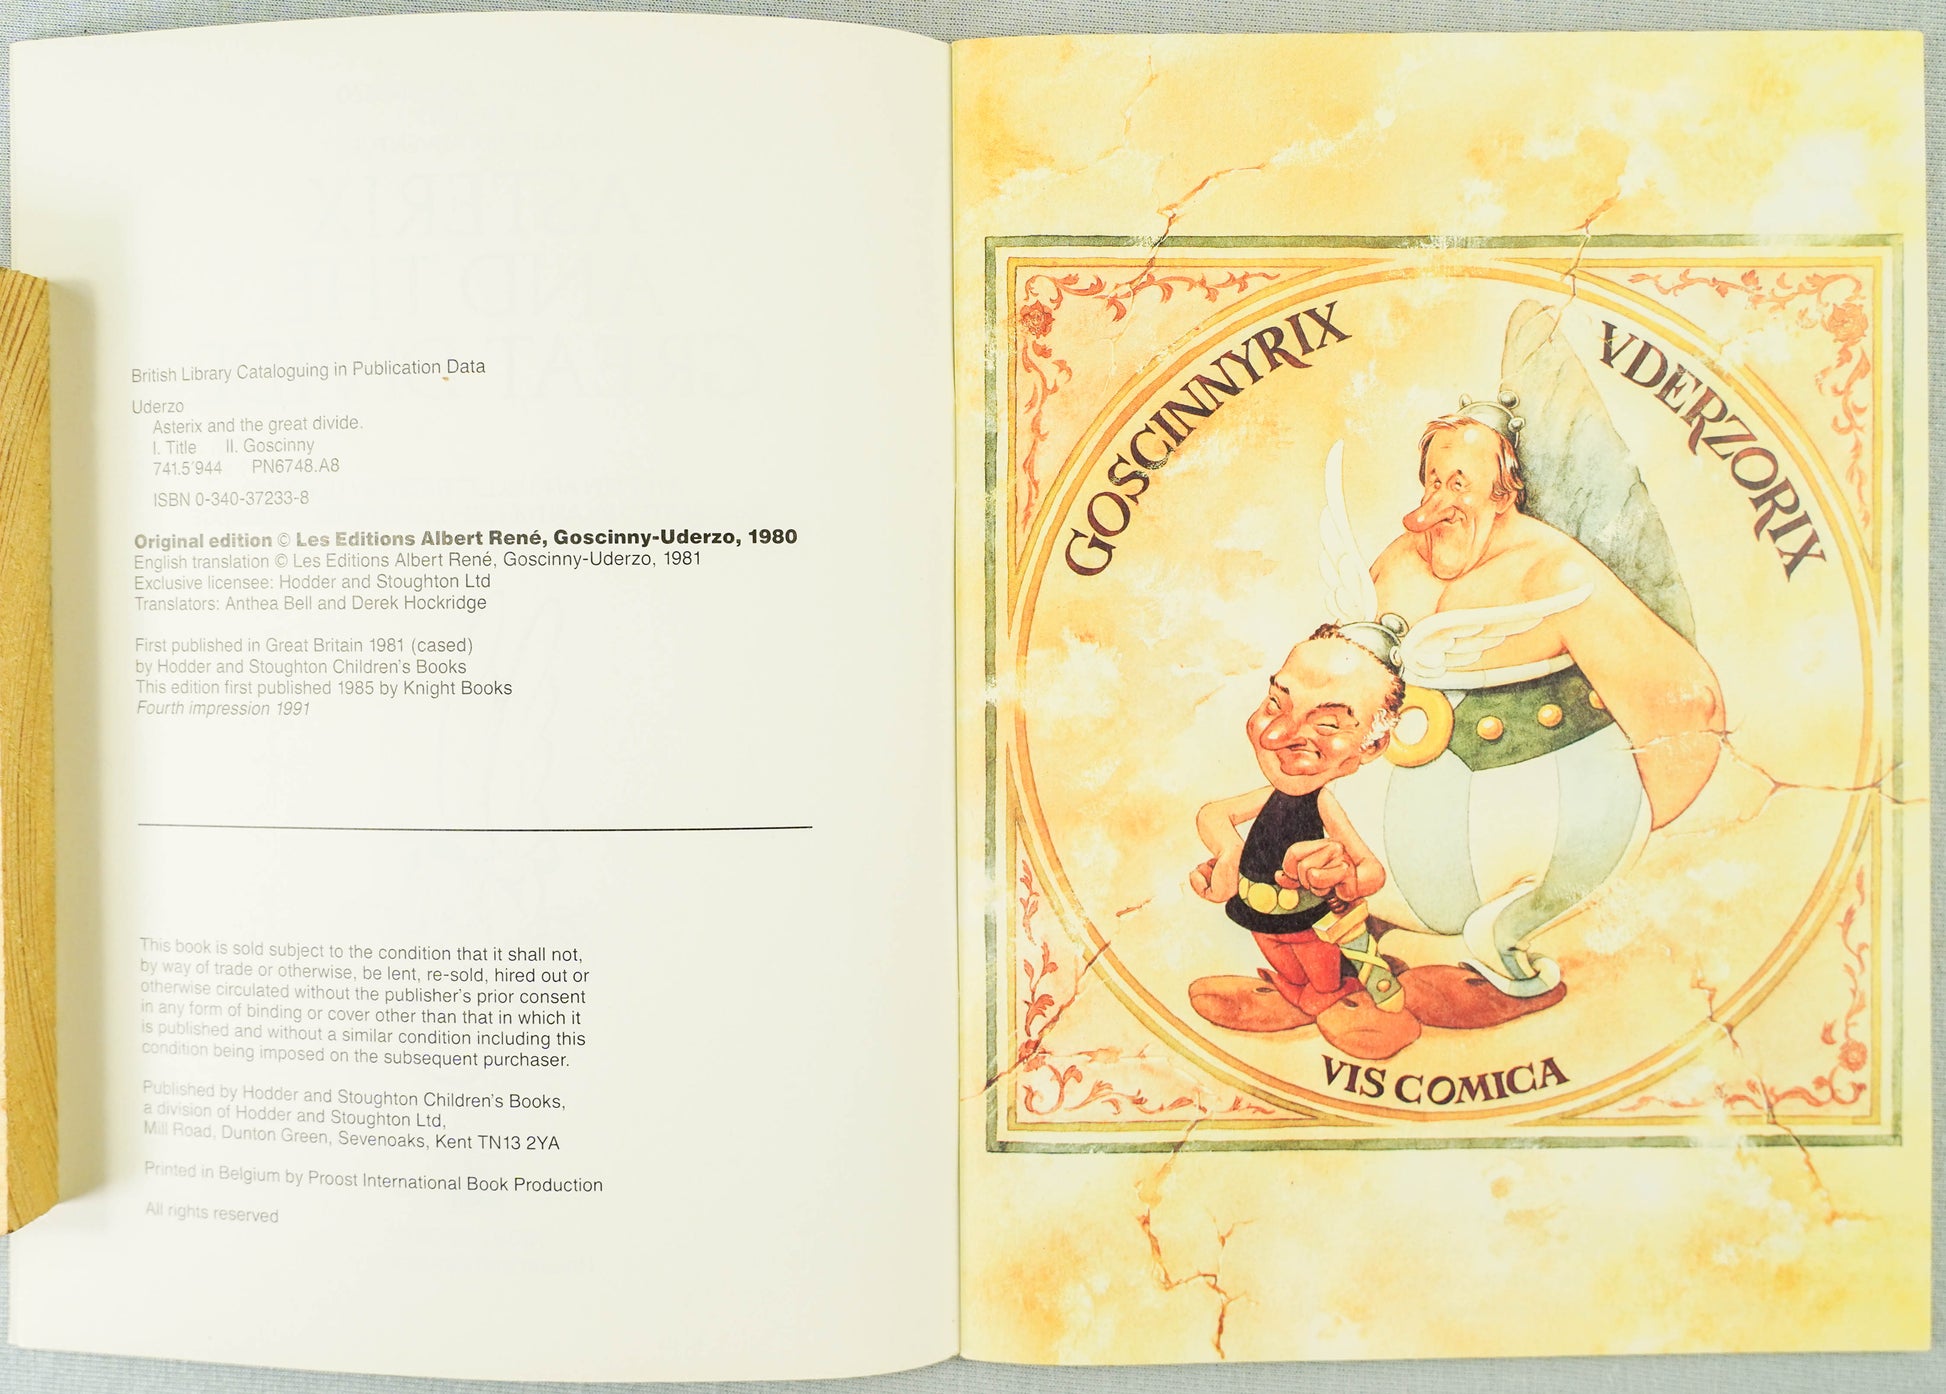 British Library Cataloguing in Publication Data
Uderzo
Asterix and the great divide.
I. Title II. Goscinny
741.5'944 PN6748.A8
ISBN 0-340-37233-8
Original edition © Les Editions Albert René, Goscinny-Uderzo, 1980
English translation © Les Editions Albert René, Goscinny-Uderzo, 1981
Exclusive licensee: Hodder and Stoughton Ltd
Translators: Anthea Bell and Derek Hockridge
First published in Great Britain 1981 (cased)
by Hodder and Stoughton Children's Books
This edition first published 1985 by Knight Books
Fourth impression 1991
This book is sold subject to the condition that it shall not,
by way of trade or otherwise, be lent, re-sold, hired out or
otherwise circulated without the publisher's prior consent
in any form of binding or cover other than that in which it
is published and without a similar condition including this
condition being imposed on the subsequent purchaser.
Published by Hodder and Stoughton Children's Books,
a division of Hodder and Stoughton Ltd,
Mill Road, Dunton Green, Sevenoaks, Kent TN13 2YA
Printed in Belgium by Proost International Book Production
All rights reserved
GOSCINNYRIX
VDERZORIX
VIS COMICA